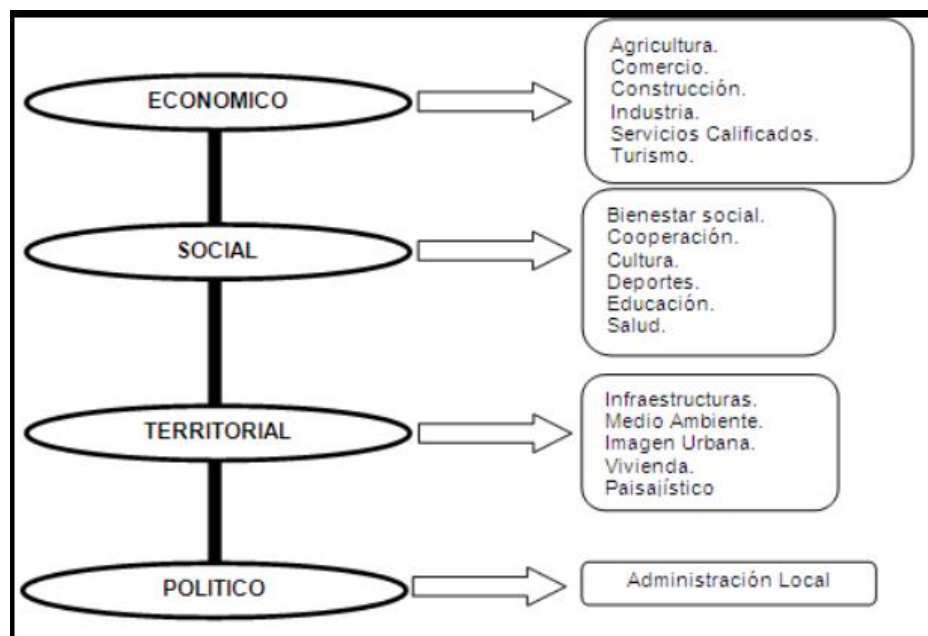 ECONOMICO
Agricultura.
Comercio.
Construcción.
Industria.
Servicios Calificados.
Turismo.
SOCIAL
Bienestar social.
Cooperación.
Cultura.
Deportes.
Educación.
Salud.
TERRITORIAL
Infraestructuras.
Medio Ambiente.
Imagen Urbana.
Vivienda.
Paisajístico
POLITICO
Administración Local